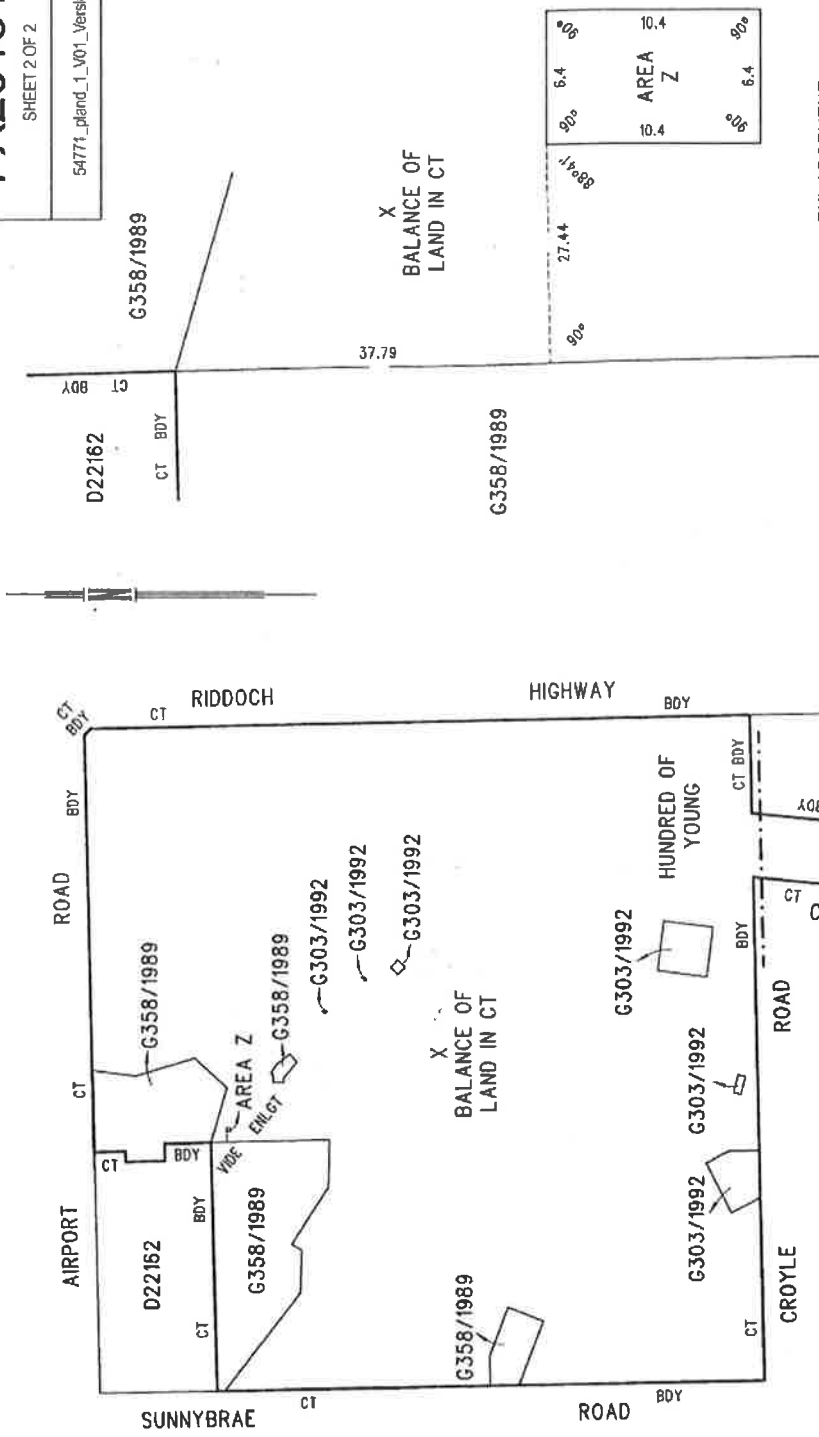 SHEET 2 OF 2
54771_pland_1_V01_Versi
G358/1989
CT BDY
D22162
CT BDY
37.79
X
BALANCE OF
LAND IN CT
G358/1989
90°
27.44
88°41'
90°
6.4
90°
10.4
AREA
Z
10.4
90°
6.4
90°
CT
BDY
CT
RIDDOCH
HIGHWAY
BDY
BDY
ROAD
CT
AIRPORT
G358/1989
CT
BDY
D22162
BDY
CT
VIDE ENLGT
AREA Z
G358/1989
G303/1992
G303/1992
G303/1992
G358/1989
X
BALANCE OF
LAND IN CT
HUNDRED OF
YOUNG
G303/1992
CT BDY
BDY
CT
BDY
G303/1992
G303/1992
G358/1989
SUNNYBRAE
CT
ROAD
BDY
CT
CROYLE
ROAD